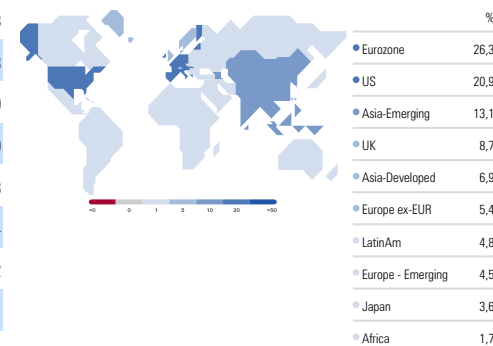 %
Eurozone 26,3
US 20,9
Asia-Emerging 13,1
UK 8,7
Asia-Developed 6,9
Europe ex-EUR 5,4
LatinAm 4,8
Europe - Emerging 4,5
Japan 3,6
Africa 1,7
<0 0 1 5 10 20 >50